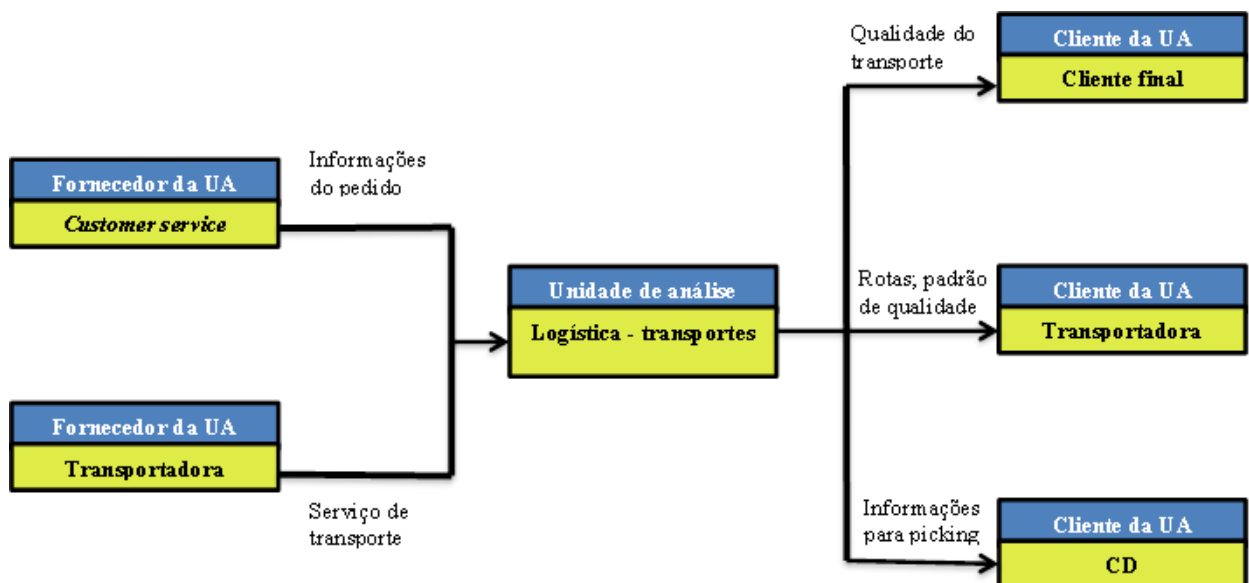 Fornecedor da UA
Customer service
Informações
do pedido
Fornecedor da UA
Transportadora
Serviço de
transporte
Unidade de análise
Logística - transportes
Qualidade do
transporte
Cliente da UA
Cliente final
Rotas; padrão
de qualidade
Cliente da UA
Transportadora
Informações
para picking
Cliente da UA
CD